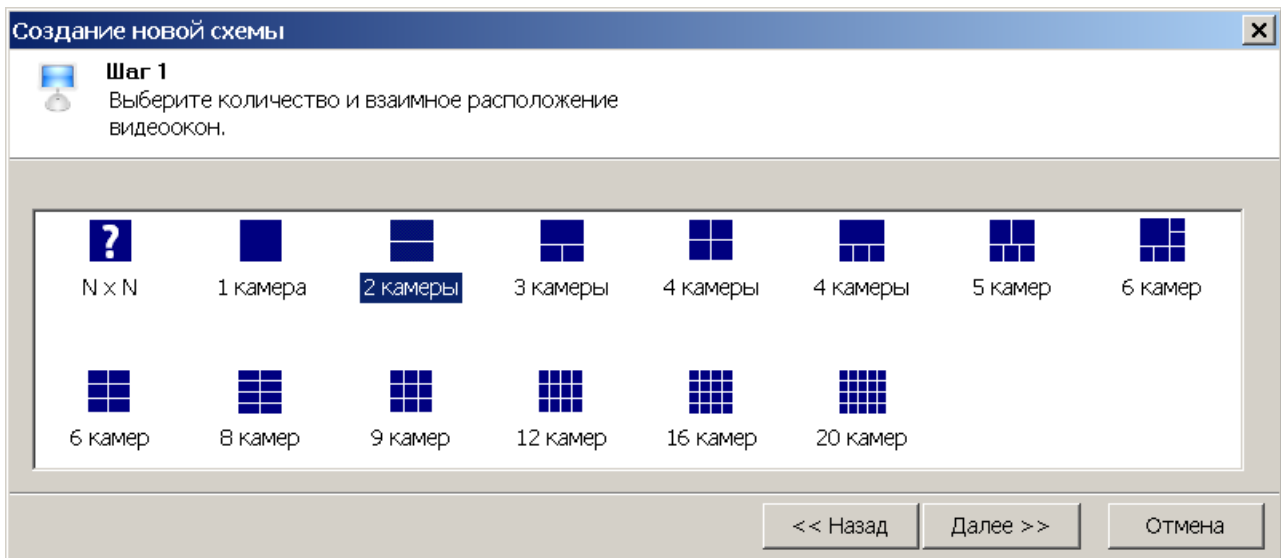 Создание новой схемы
Шаг 1
Выберите количество и взаимное расположение
видеоокон.
?
N x N
1 камера
2 камеры
3 камеры
4 камеры
4 камеры
5 камер
6 камер
6 камер
8 камер
9 камер
12 камер
16 камер
20 камер
<< Назад
Далее >>
Отмена